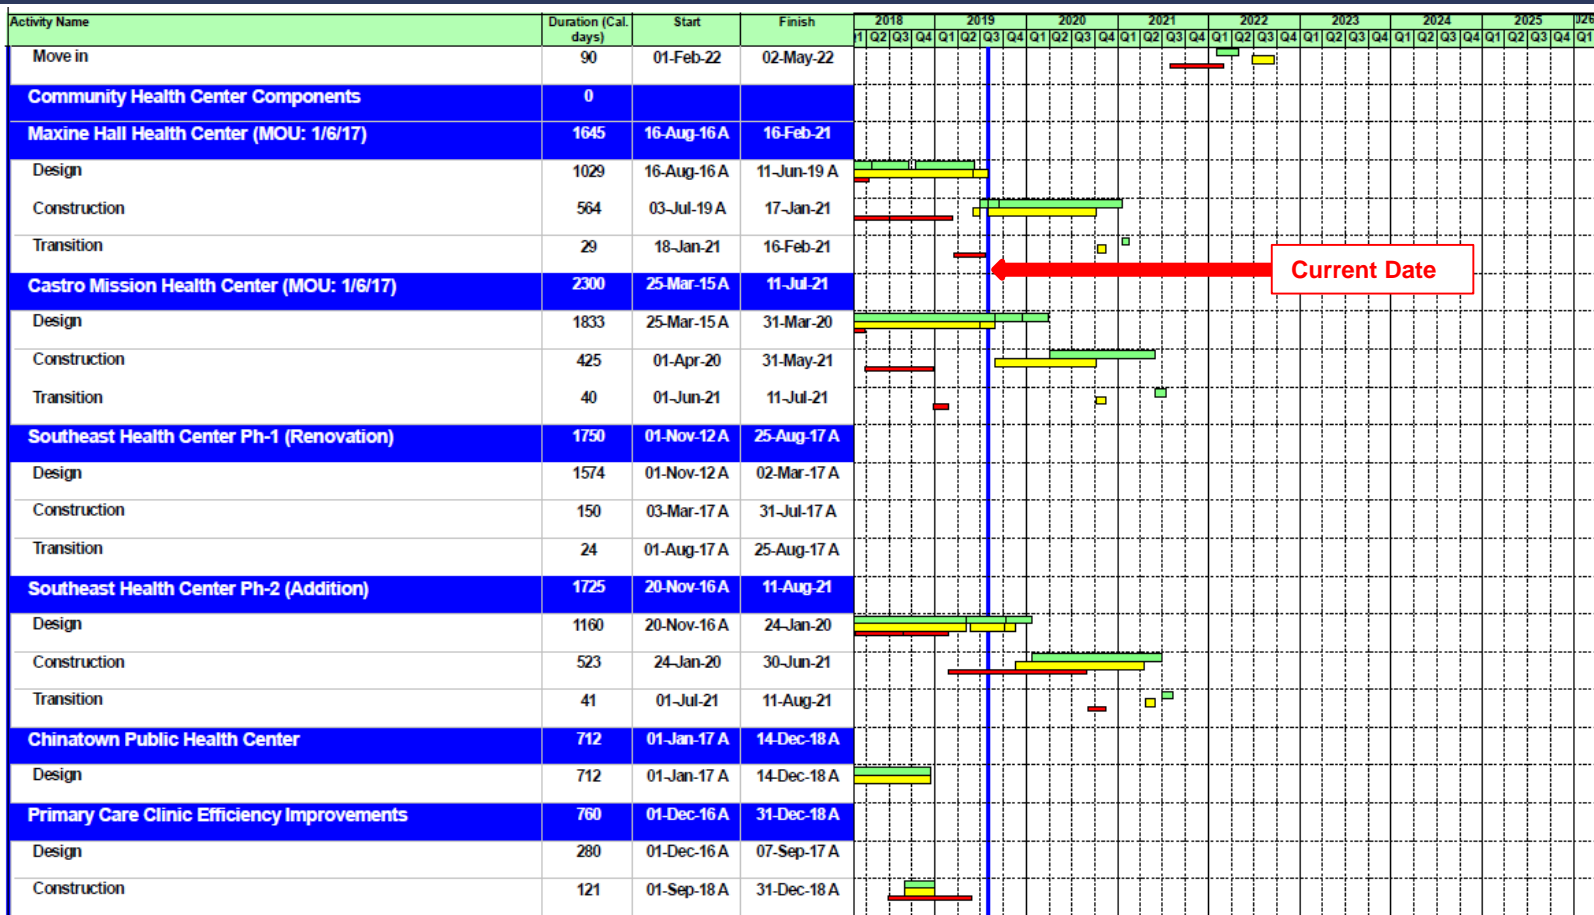 Activity Name Duration (Cal. days) Start Finish 2018 2019 2020 2021 2022 2023 2024 2025 026
Q1 Q2 Q3 Q4 Q1 Q2 Q3 Q4 Q1 Q2 Q3 Q4 Q1 Q2 Q3 Q4 Q1 Q2 Q3 Q4 Q1 Q2 Q3 Q4 Q1 Q2 Q3 Q4 Q1 Q2 Q3 Q4 Q1
Move in 90 01-Feb-22 02-May-22
Community Health Center Components 0
Maxine Hall Health Center (MOU: 1/6/17) 1645 16-Aug-16 A 16-Feb-21
Design 1029 16-Aug-16 A 11-Jun-19 A
Construction 564 03-Jul-19 A 17-Jan-21
Transition 29 18-Jan-21 16-Feb-21
Current Date
Castro Mission Health Center (MOU: 1/6/17) 2300 25-Mar-15 A 11-Jul-21
Design 1833 25-Mar-15 A 31-Mar-20
Construction 425 01-Apr-20 31-May-21
Transition 40 01-Jun-21 11-Jul-21
Southeast Health Center Ph-1 (Renovation) 1750 01-Nov-12 A 25-Aug-17 A
Design 1574 01-Nov-12 A 02-Mar-17 A
Construction 150 03-Mar-17 A 31-Jul-17 A
Transition 24 01-Aug-17 A 25-Aug-17 A
Southeast Health Center Ph-2 (Addition) 1725 20-Nov-16 A 11-Aug-21
Design 1160 20-Nov-16 A 24-Jan-20
Construction 523 24-Jan-20 30-Jun-21
Transition 41 01-Jul-21 11-Aug-21
Chinatown Public Health Center 712 01-Jan-17 A 14-Dec-18 A
Design 712 01-Jan-17 A 14-Dec-18 A
Primary Care Clinic Efficiency Improvements 760 01-Dec-16 A 31-Dec-18 A
Design 280 01-Dec-16 A 07-Sep-17 A
Construction 121 01-Sep-18 A 31-Dec-18 A